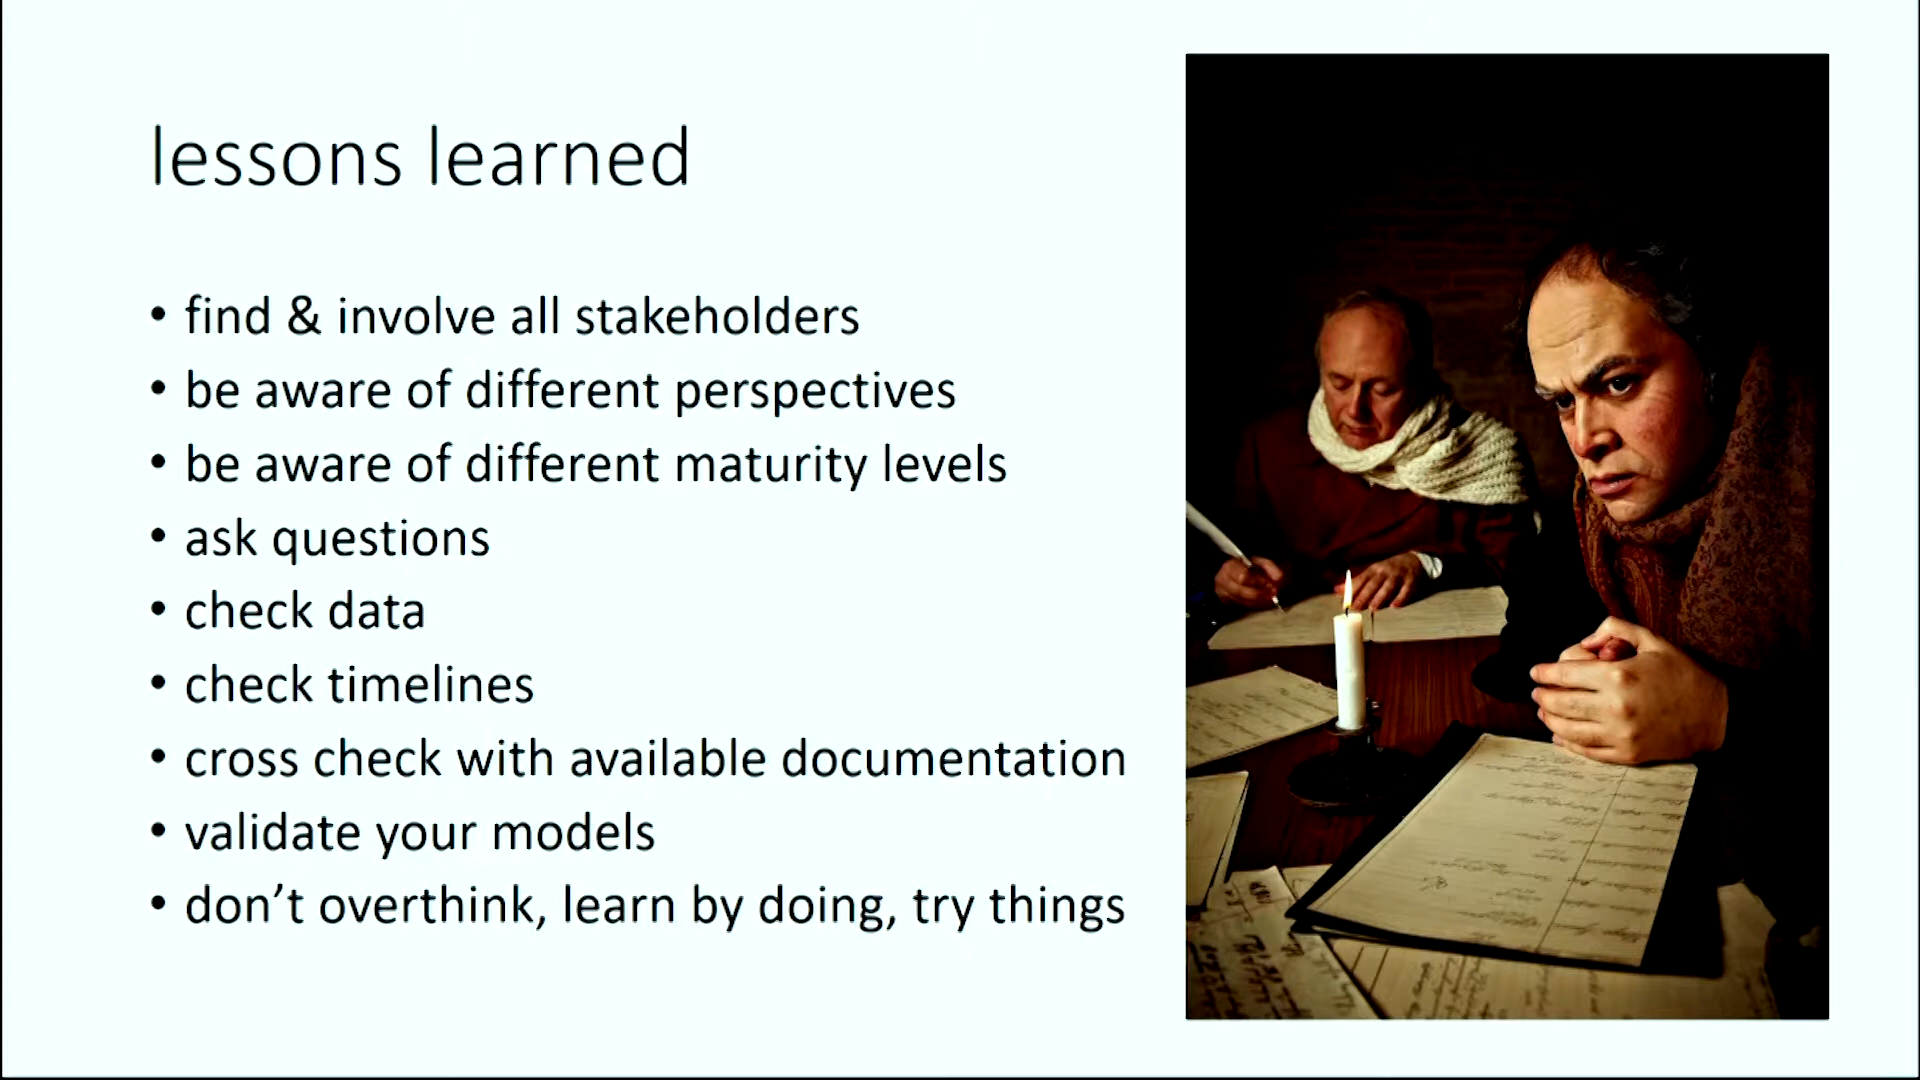 lessons learned
• find & involve all stakeholders
• be aware of different perspectives
• be aware of different maturity levels
• ask questions
• check data
• check timelines
• cross check with available documentation
• validate your models
• don’t overthink, learn by doing, try things